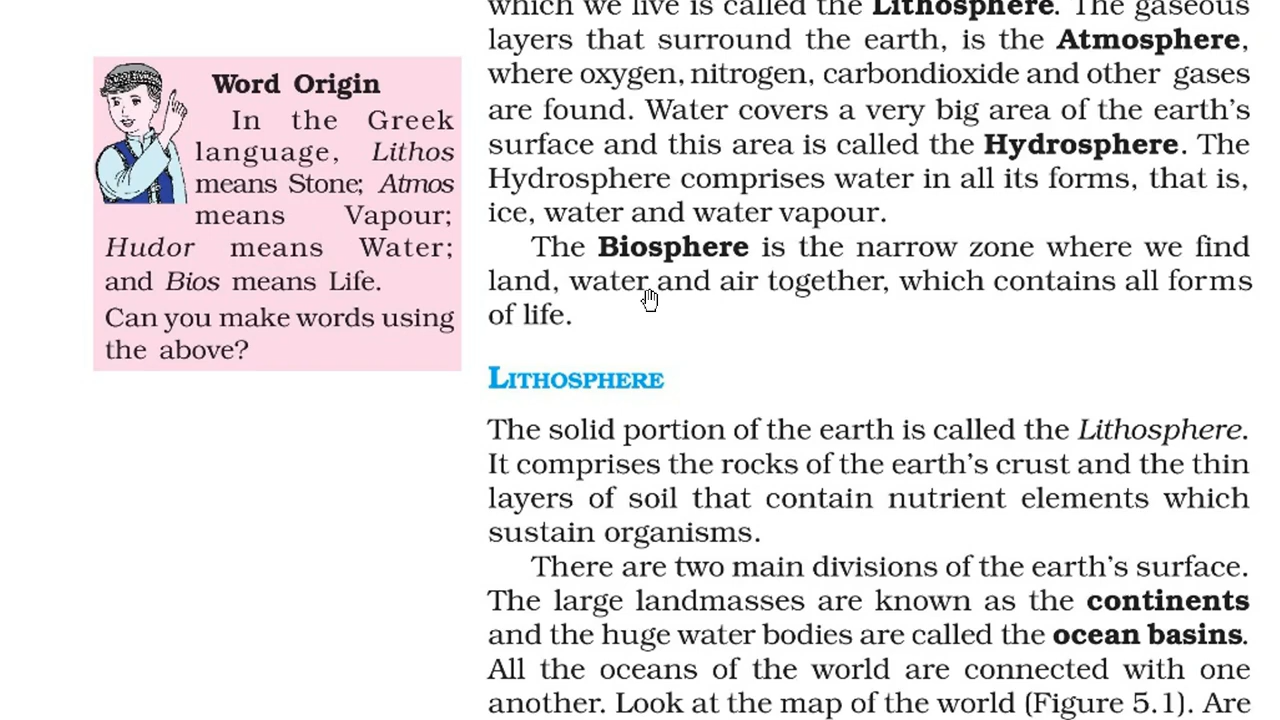 Word Origin
In the Greek
language, Lithos
means Stone; Atmos
means Vapour;
Hudor means Water;
and Bios means Life.
Can you make words using
the above?
which we live is called the Lithosphere. The gaseous
layers that surround the earth, is the Atmosphere,
where oxygen, nitrogen, carbondioxide and other gases
are found. Water covers a very big area of the earth's
surface and this area is called the Hydrosphere. The
Hydrosphere comprises water in all its forms, that is,
ice, water and water vapour.
The Biosphere is the narrow zone where we find
land, water and air together, which contains all forms
of life.
LITHOSPHERE
The solid portion of the earth is called the Lithosphere.
It comprises the rocks of the earth's crust and the thin
layers of soil that contain nutrient elements which
sustain organisms.
There are two main divisions of the earth's surface.
The large landmasses are known as the continents
and the huge water bodies are called the ocean basins.
All the oceans of the world are connected with one
another. Look at the map of the world (Figure 5.1). Are